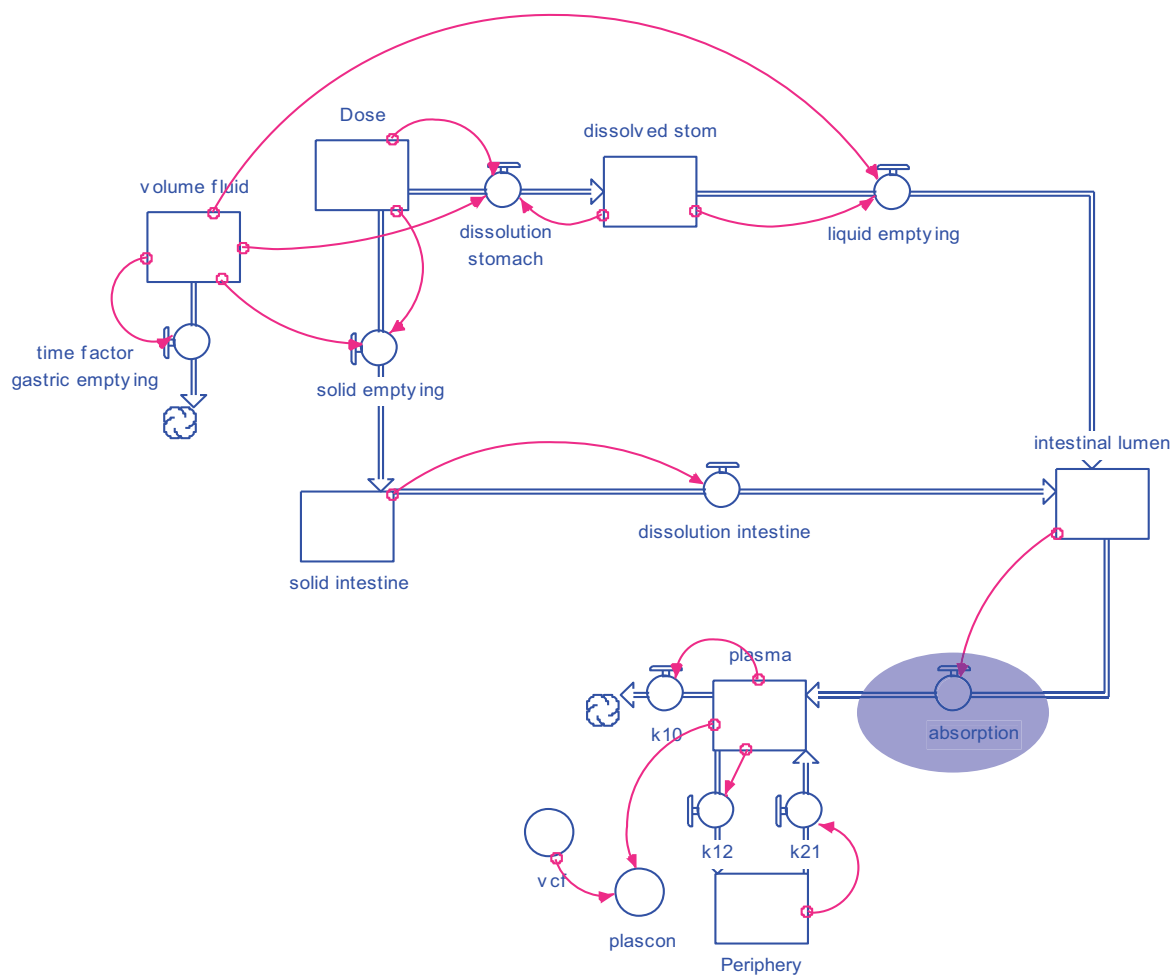 Dose
dissolved stom
volume fluid
dissolution
stomach
liquid emptying
time factor
gastric emptying
solid emptying
intestinal lumen
dissolution intestine
solid intestine
plasma
k10
absorption
k12
k21
vcf
plascon
Periphery